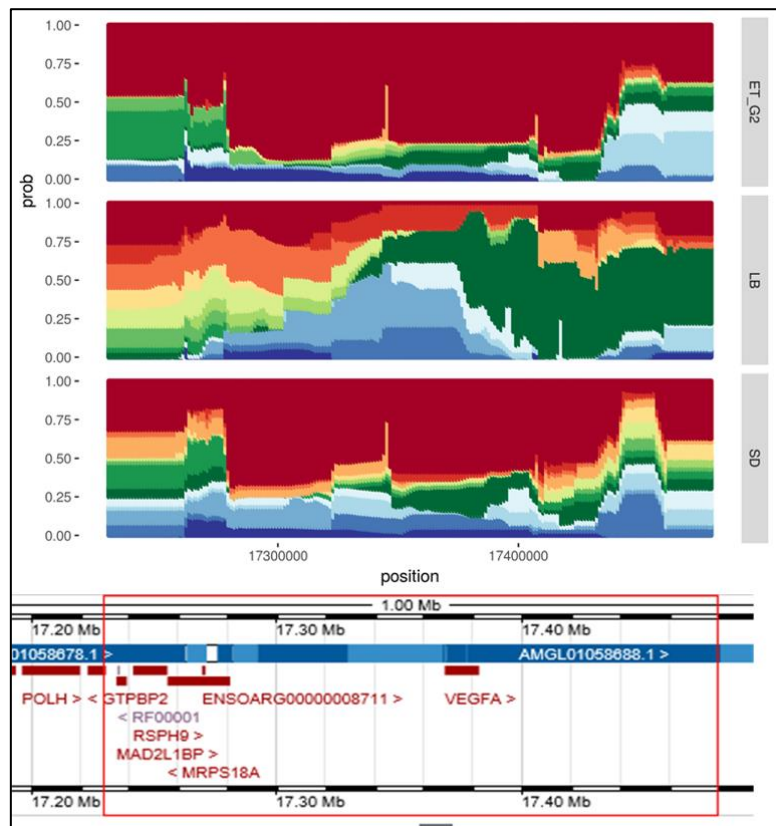 1.00
0.75
0.50
0.25
0.00
ET_G2
prob
1.00
0.75
0.50
0.25
0.00
LB
1.00
0.75
0.50
0.25
0.00
SD
17300000 17400000
position
1.00 Mb
17.20 Mb 17.30 Mb 17.40 Mb
01058678.1 > AMGL01058688.1 >
POLH > < GTPBP2 ENSOARG00000008711 > VEGFA >
< RF00001
RSPH9 >
MAD2L1BP >
< MRPS18A
17.20 Mb 17.30 Mb 17.40 Mb